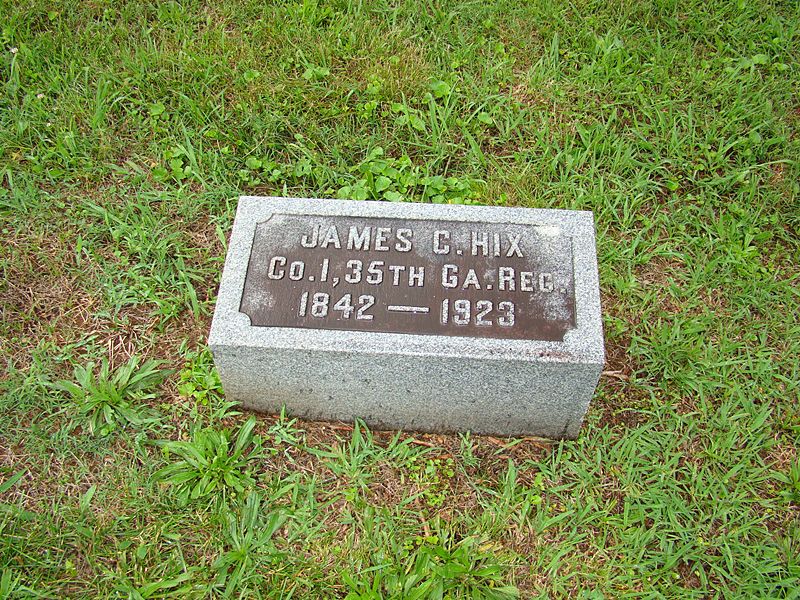 JAMES C. HIX
CO. I, 35TH GA. REG.
1842 — 1923